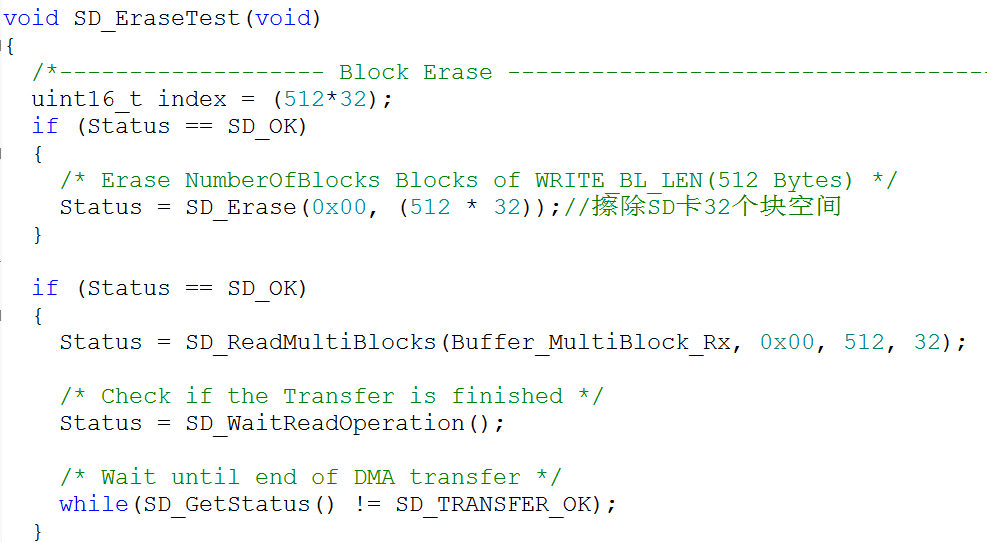 void SD_EraseTest(void)
{
  /*------------------- Block Erase -----------------------------------
  uint16_t index = (512*32);
  if (Status == SD_OK)
  {
    /* Erase NumberOfBlocks Blocks of WRITE_BL_LEN(512 Bytes) */
    Status = SD_Erase(0x00, (512 * 32));//擦除SD卡32个块空间
  }
  if (Status == SD_OK)
  {
    Status = SD_ReadMultiBlocks(Buffer_MultiBlock_Rx, 0x00, 512, 32);
    /* Check if the Transfer is finished */
    Status = SD_WaitReadOperation();
    /* Wait until end of DMA transfer */
    while(SD_GetStatus() != SD_TRANSFER_OK);
  }